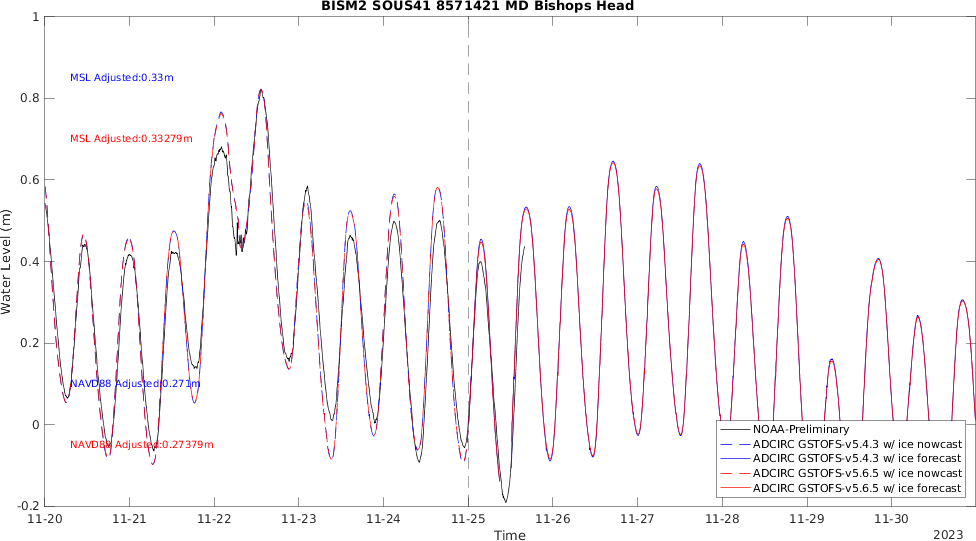 BISM2 SOUS41 8571421 MD Bishops Head
1
0.8
0.6
0.4
0.2
0
-0.2
Water Level (m)
MSL Adjusted:0.33m
MSL Adjusted:0.33279m
NAVD88 Adjusted:0.271m
NAVD88 Adjusted:0.27379m
NOAA-Preliminary
ADCIRC GSTOFS-v5.4.3 w/ ice nowcast
ADCIRC GSTOFS-v5.4.3 w/ ice forecast
ADCIRC GSTOFS-v5.6.5 w/ ice nowcast
ADCIRC GSTOFS-v5.6.5 w/ ice forecast
11-20 11-21 11-22 11-23 11-24 11-25 11-26 11-27 11-28 11-29 11-30
Time
2023